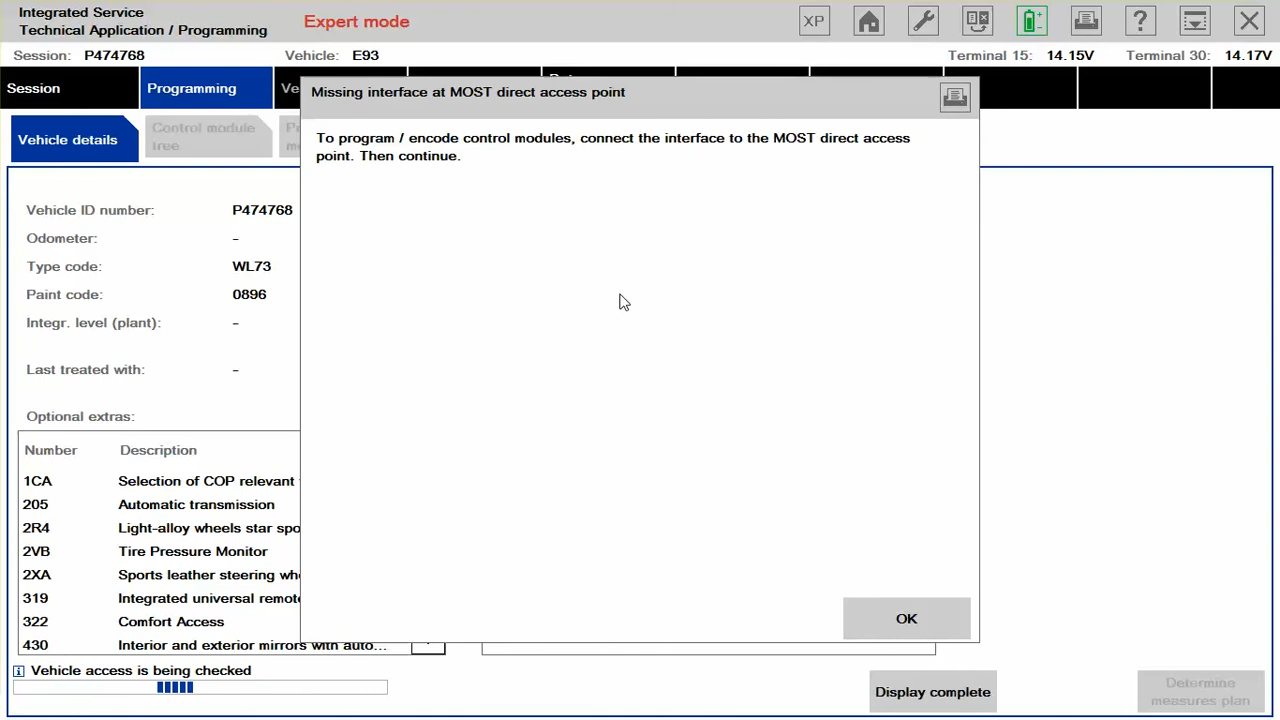 Integrated Service
Technical Application / Programming
Expert mode
XP
Session: P474768
Vehicle: E93
Terminal 15: 14.15V
Terminal 30: 14.17V
Session
Programming
Missing interface at MOST direct access point
Vehicle details
Control module
tree
To program / encode control modules, connect the interface to the MOST direct access
point. Then continue.
Vehicle ID number: P474768
Odometer: -
Type code: WL73
Paint code: 0896
Integr. level (plant): -
Last treated with: -
Optional extras:
Number Description
1CA Selection of COP relevant
205 Automatic transmission
2R4 Light-alloy wheels star spo
2VB Tire Pressure Monitor
2XA Sports leather steering whe
319 Integrated universal remote
322 Comfort Access
430 Interior and exterior mirrors with auto...
OK
Vehicle access is being checked
Display complete
Determine
measures plan